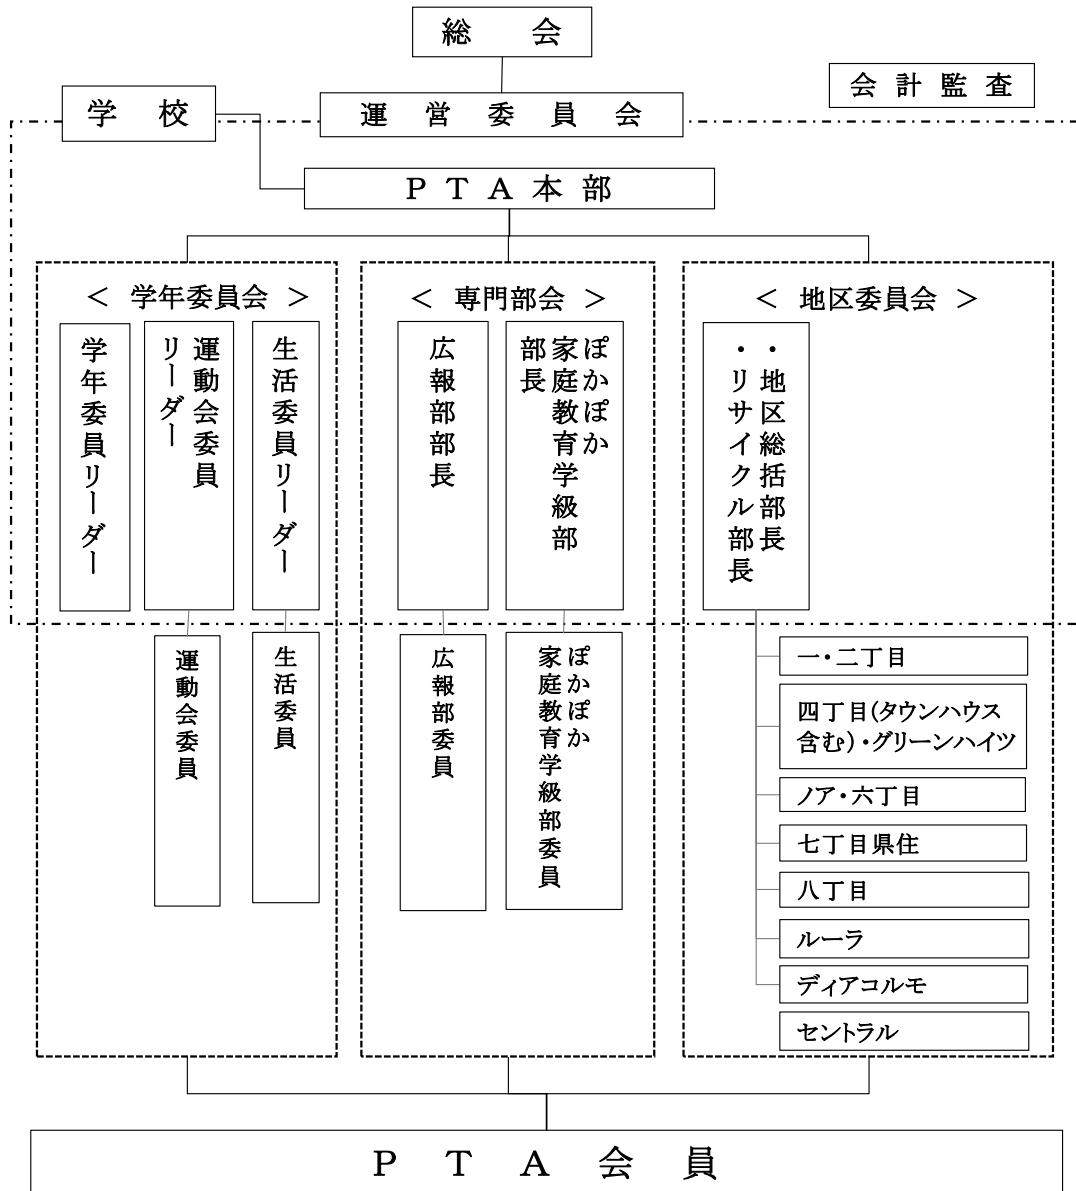 総会
会計監査
学校
運営委員会
PTA本部
< 学年委員会 >
学年委員リーダー
運動会委員
リーダー
生活委員リーダー
運動会委員
生活委員
< 専門部会 >
広報部部長
ぽかぽか
家庭教育学級部
部長
広報部委員
ぽかぽか
家庭教育学級部委員
< 地区委員会 >
・地区総括部長
・リサイクル部長
一・二丁目
四丁目(タウンハウス
含む)・グリーンハイツ
ノア・六丁目
七丁目県住
八丁目
ルーラ
ディアコルモ
セントラル
PTA会員